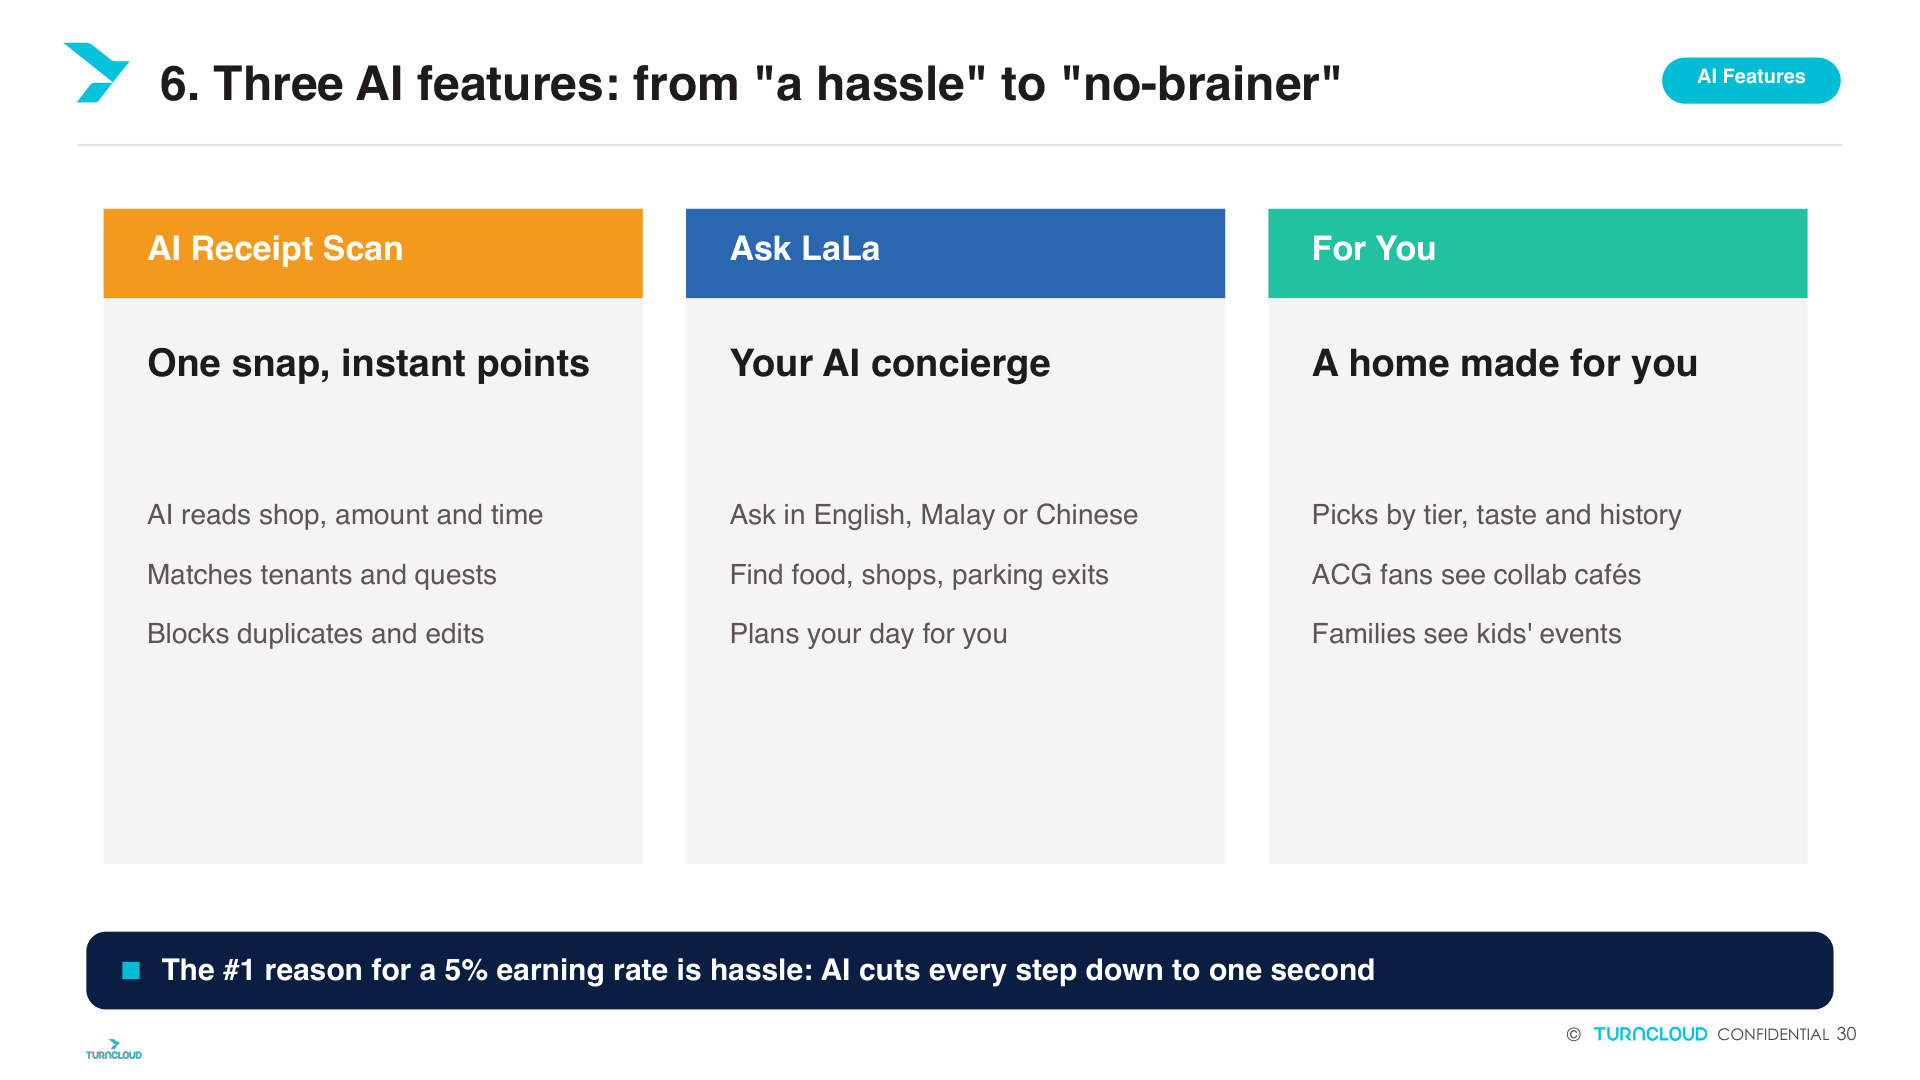 6. Three AI features: from "a hassle" to "no-brainer"
AI Features
AI Receipt Scan
One snap, instant points
AI reads shop, amount and time
Matches tenants and quests
Blocks duplicates and edits
Ask LaLa
Your AI concierge
Ask in English, Malay or Chinese
Find food, shops, parking exits
Plans your day for you
For You
A home made for you
Picks by tier, taste and history
ACG fans see collab cafés
Families see kids' events
The #1 reason for a 5% earning rate is hassle: AI cuts every step down to one second
TURNCLOUD
© TURNCLOUD CONFIDENTIAL 30